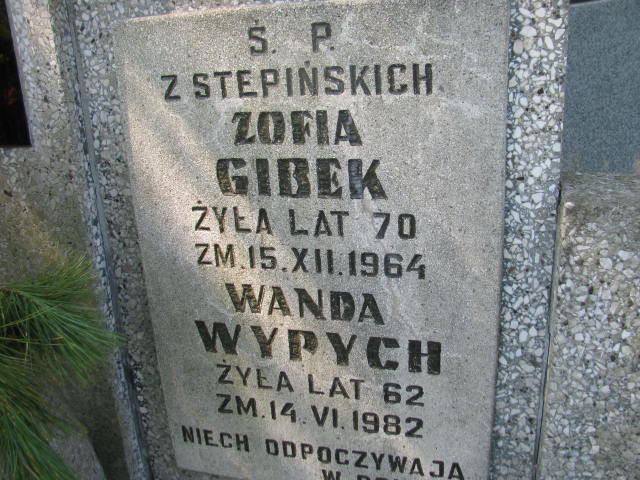 Ś. P.
Z STEPIŃSKICH
ZOFIA
GIBEK
ŻYŁA LAT 70
ZM.15.XII.1964
WANDA
WYPYCH
ŻYŁA LAT 62
ZM.14.VI.1982
NIECH ODPOCZYWAJĄ
W